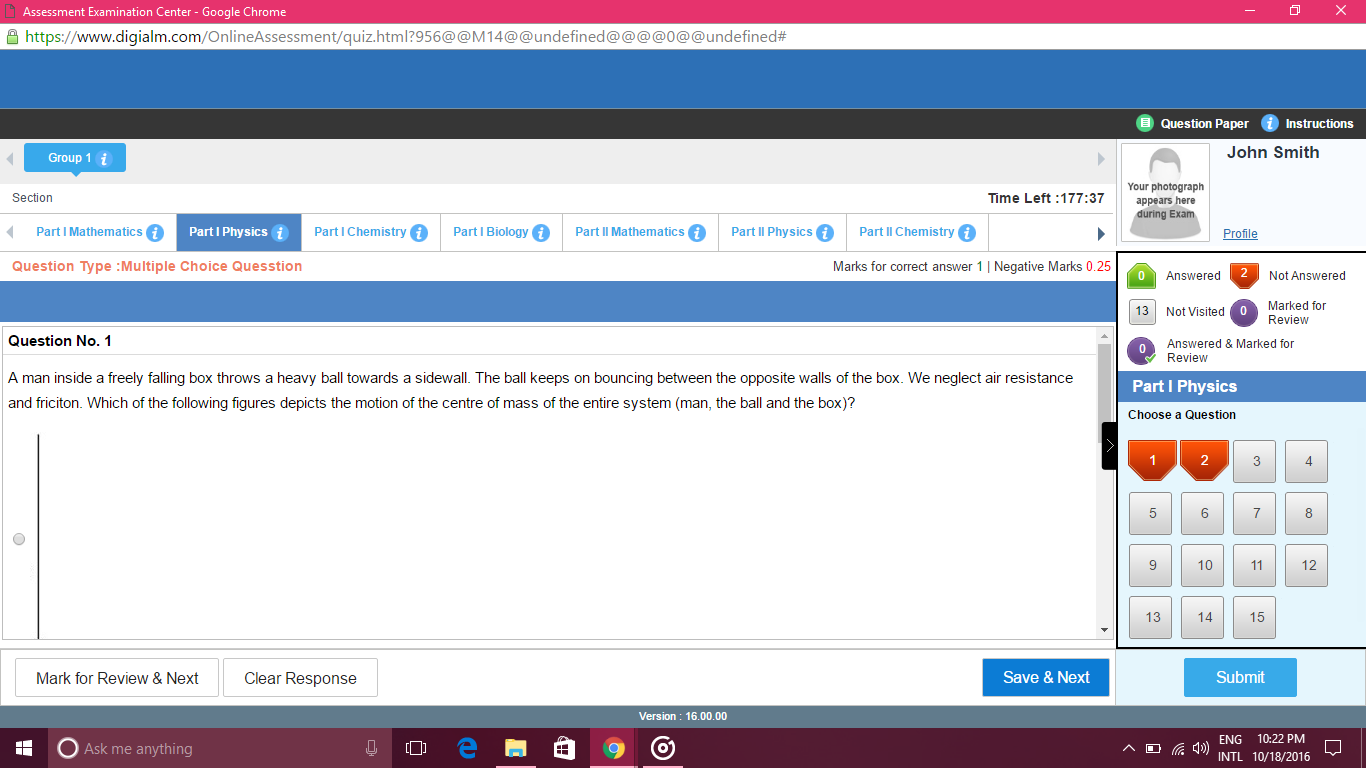 Assessment Examination Center - Google Chrome
https://www.digialm.com/OnlineAssessment/quiz.html?956@@M14@@undefined@@@@0@@undefined#
Question Paper i Instructions
Group 1 i
John Smith
Your photograph
appears here
during Exam
Profile
Section
Time Left :177:37
Part I Mathematics i Part I Physics i Part I Chemistry i Part I Biology i Part II Mathematics i Part II Physics i Part II Chemistry i
Question Type :Multiple Choice Quesstion
Marks for correct answer 1 | Negative Marks 0.25
0 Answered 2 Not Answered
13 Not Visited 0 Marked for
Review
0 Answered & Marked for
Review
Question No. 1
A man inside a freely falling box throws a heavy ball towards a sidewall. The ball keeps on bouncing between the opposite walls of the box. We neglect air resistance
and friciton. Which of the following figures depicts the motion of the centre of mass of the entire system (man, the ball and the box)?
Part I Physics
Choose a Question
1 2 3 4
5 6 7 8
9 10 11 12
13 14 15
Mark for Review & Next Clear Response Save & Next Submit
Version : 16.00.00
Ask me anything
ENG
INTL
10:22 PM
10/18/2016